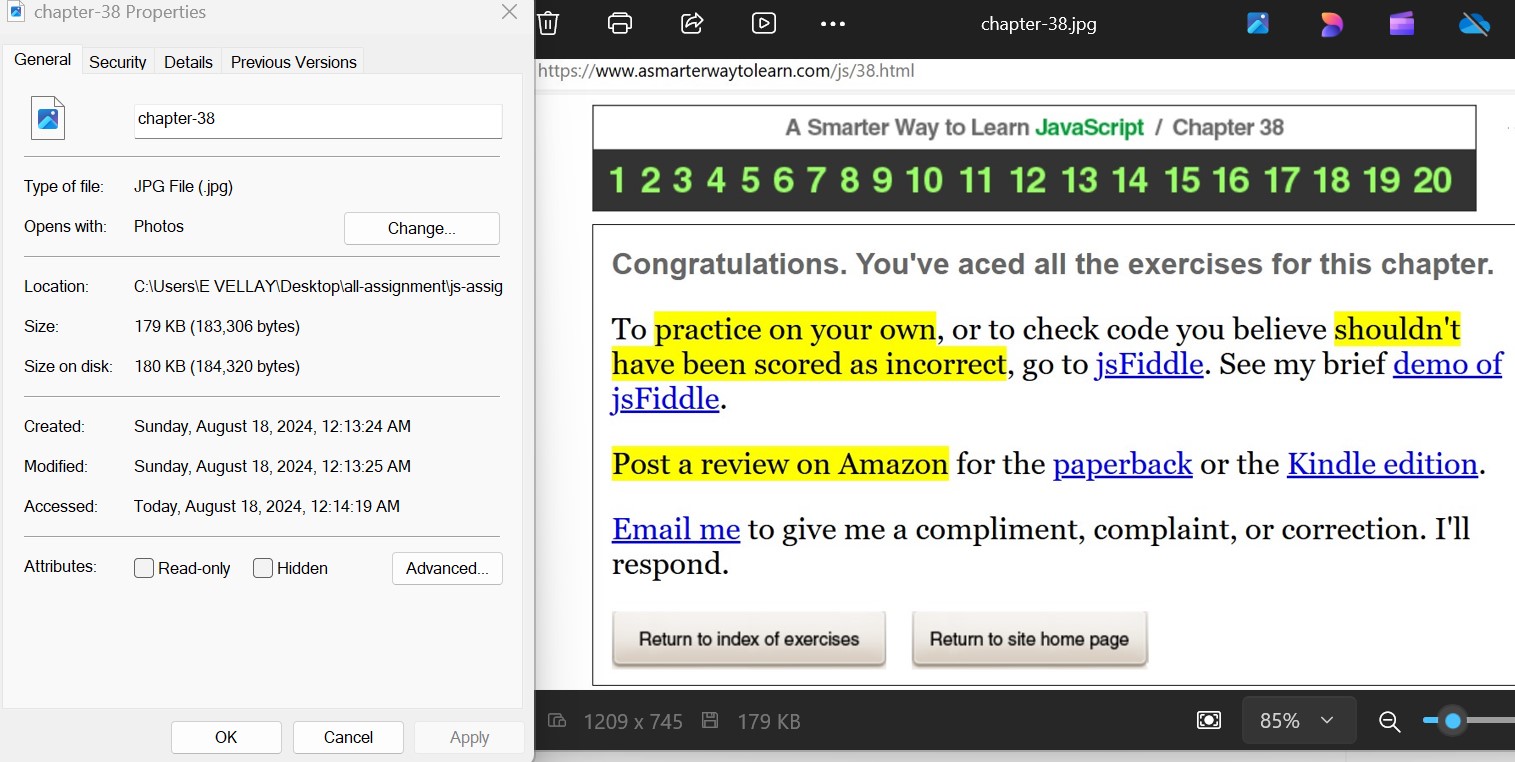 chapter-38 Properties
General Security Details Previous Versions
chapter-38
Type of file: JPG File (.jpg)
Opens with: Photos Change...
Location: C:\Users\E VELLAY\Desktop\all-assignment\js-assig
Size: 179 KB (183,306 bytes)
Size on disk: 180 KB (184,320 bytes)
Created: Sunday, August 18, 2024, 12:13:24 AM
Modified: Sunday, August 18, 2024, 12:13:25 AM
Accessed: Today, August 18, 2024, 12:14:19 AM
Attributes: Read-only Hidden Advanced...
OK Cancel Apply
chapter-38.jpg
https://www.asmarterwaytolearn.com/js/38.html
A Smarter Way to Learn JavaScript / Chapter 38
1 2 3 4 5 6 7 8 9 10 11 12 13 14 15 16 17 18 19 20
Congratulations. You've aced all the exercises for this chapter.
To practice on your own, or to check code you believe shouldn't
have been scored as incorrect, go to jsFiddle. See my brief demo of
jsFiddle.
Post a review on Amazon for the paperback or the Kindle edition.
Email me to give me a compliment, complaint, or correction. I'll
respond.
Return to index of exercises Return to site home page
1209 x 745 179 KB 85%